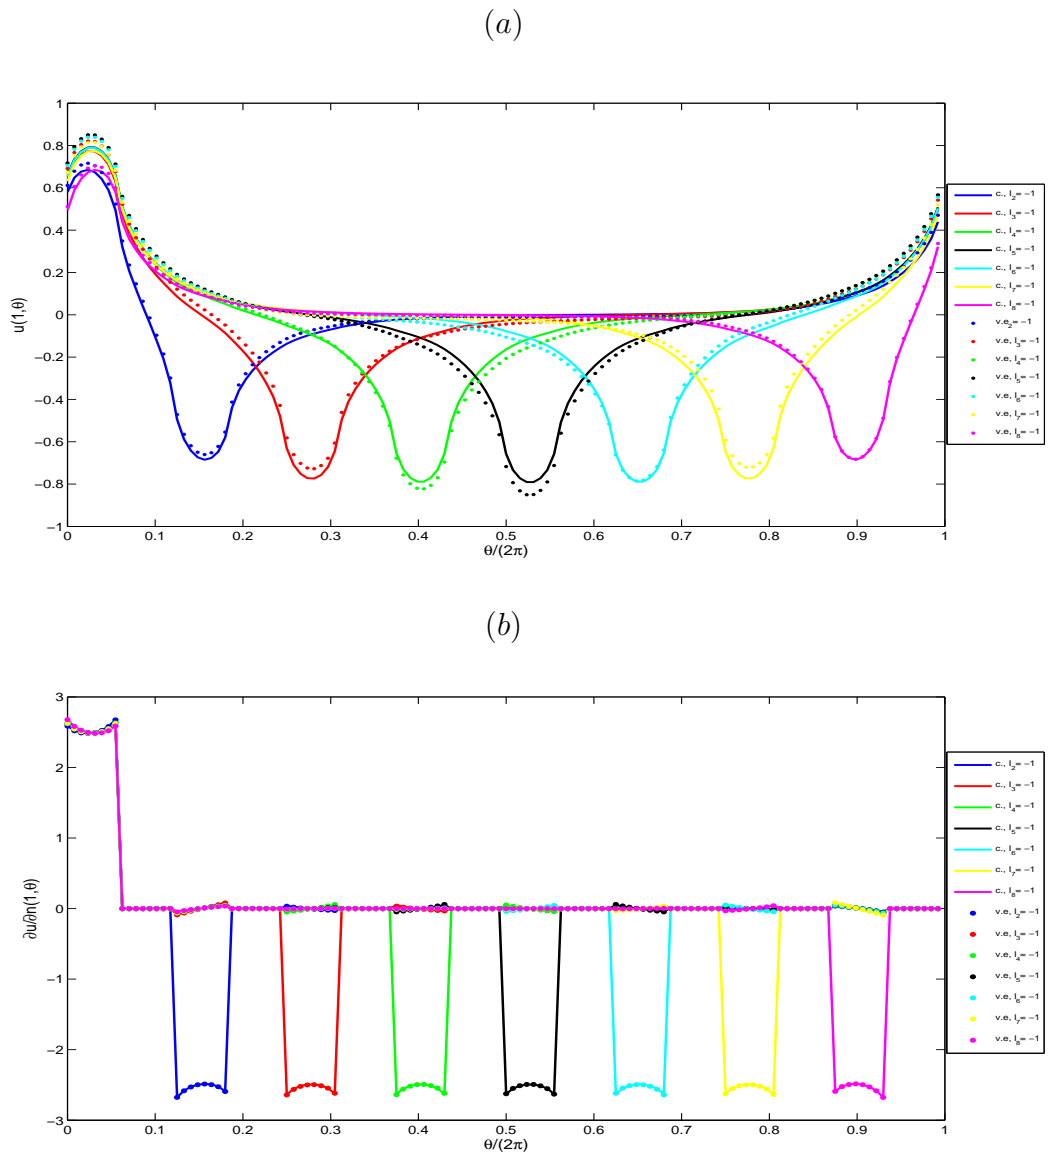 (a)
1
0.8
0.6
0.4
0.2
0
−0.2
−0.4
−0.6
−0.8
−1
u(1,θ)
0 0.1 0.2 0.3 0.4 0.5 0.6 0.7 0.8 0.9 1
θ/(2π)
c., I₂= −1
c., I₃= −1
c., I₄= −1
c., I₅= −1
c., I₆= −1
c., I₇= −1
c., I₈= −1
v.e₂= −1
v.e, I₃= −1
v.e, I₄= −1
v.e, I₅= −1
v.e, I₆= −1
v.e, I₇= −1
v.e, I₈= −1
(b)
3
2
1
0
−1
−2
−3
∂u/∂n(1,θ)
0 0.1 0.2 0.3 0.4 0.5 0.6 0.7 0.8 0.9 1
θ/(2π)
c., I₂= −1
c., I₃= −1
c., I₄= −1
c., I₅= −1
c., I₆= −1
c., I₇= −1
c., I₈= −1
v.e, I₂= −1
v.e, I₃= −1
v.e, I₄= −1
v.e, I₅= −1
v.e, I₆= −1
v.e, I₇= −1
v.e, I₈= −1